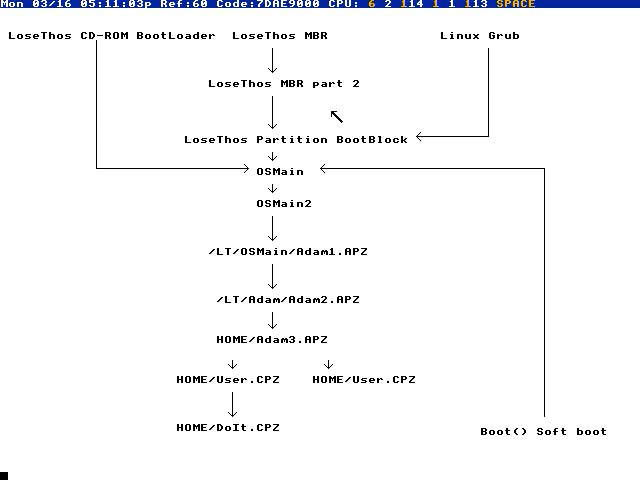 Mon 03/16 05:11:03p Ref:60 Code:7DAE9000 CPU: 6 2 114 1 1 113 SPACE
LoseThos CD-ROM BootLoader LoseThos MBR Linux Grub
LoseThos MBR part 2
LoseThos Partition BootBlock
OSMain
OSMain2
/LT/OSMain/Adam1.APZ
/LT/Adam/Adam2.APZ
HOME/Adam3.APZ
HOME/User.CPZ HOME/User.CPZ
HOME/DoIt.CPZ
Boot() Soft boot